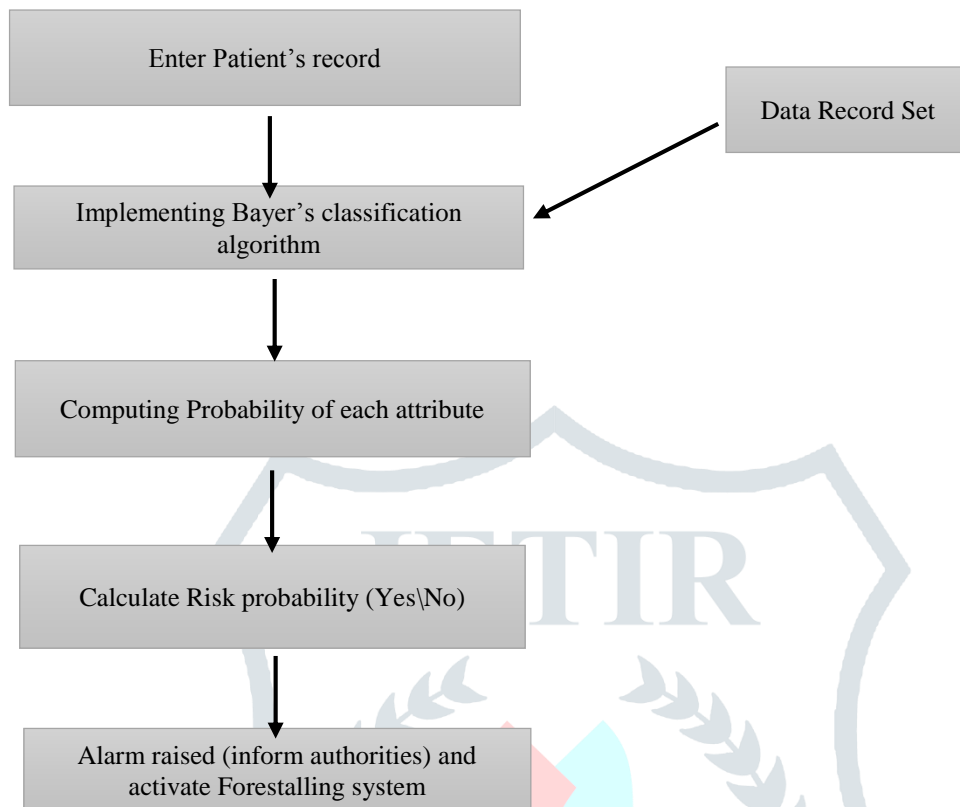 Enter Patient’s record
Data Record Set
Implementing Bayer’s classification
algorithm
Computing Probability of each attribute
JETIR
Calculate Risk probability (Yes\No)
Alarm raised (inform authorities) and
activate Forestalling system